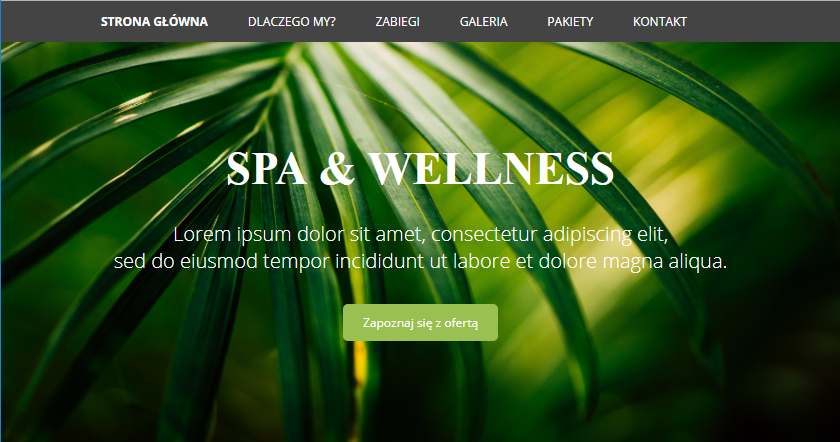 STRONA GŁÓWNA DLACZEGO MY? ZABIEGI GALERIA PAKIETY KONTAKT
SPA & WELLNESS
Lorem ipsum dolor sit amet, consectetur adipiscing elit,
sed do eiusmod tempor incididunt ut labore et dolore magna aliqua.
Zapoznaj się z ofertą